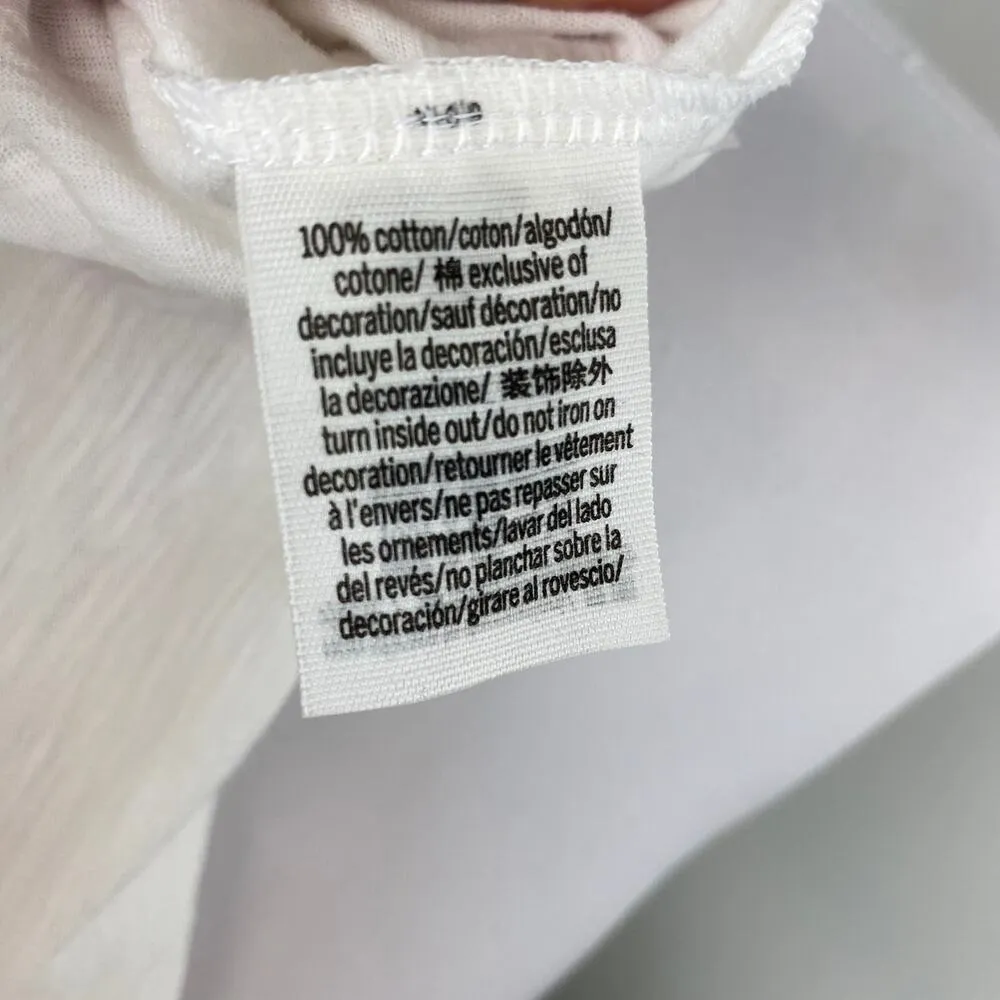 100% cotton/coton/algodón/
cotone/ 棉 exclusive of
decoration/sauf décoration/no
incluye la decoración/esclusa
la decorazione/ 装饰除外
turn inside out/do not iron on
decoration/retourner le vêtement
à l'envers/ne pas repasser sur
les ornements/lavar del lado
del revés/no planchar sobre la
decoración/girare al rovescio/